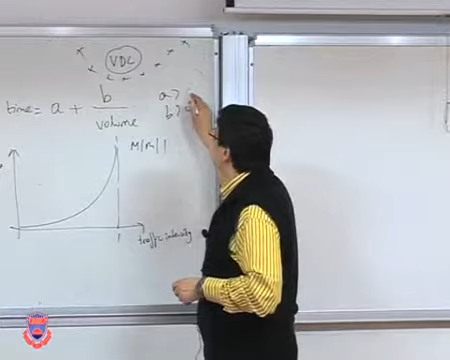 VDC
time = a + b / volume
a >
b >
M/M/1
traffic intensity
1